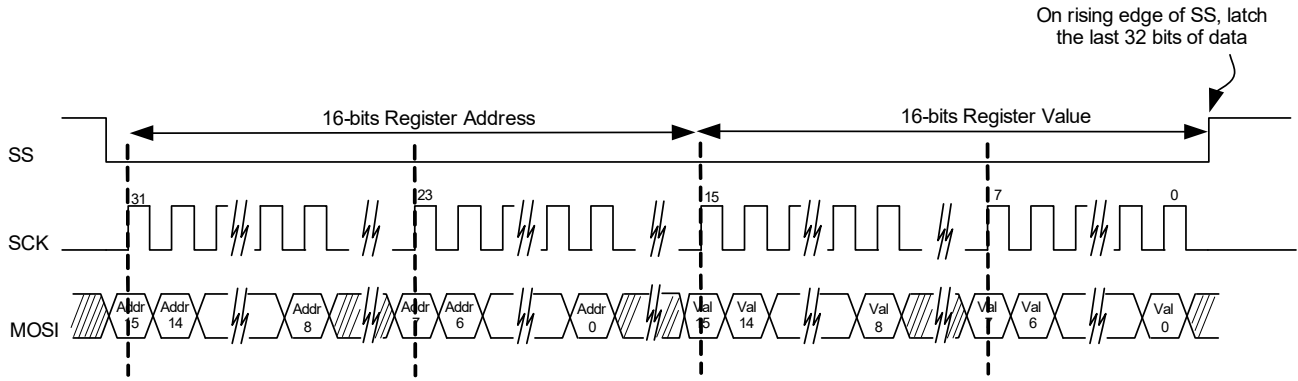 On rising edge of SS, latch
the last 32 bits of data
16-bits Register Address
16-bits Register Value
SS
31
23
15
7
0
SCK
Addr
15
Addr
14
Addr
8
Addr
7
Addr
6
Addr
0
Val
15
Val
14
Val
8
Val
7
Val
6
Val
0
MOSI